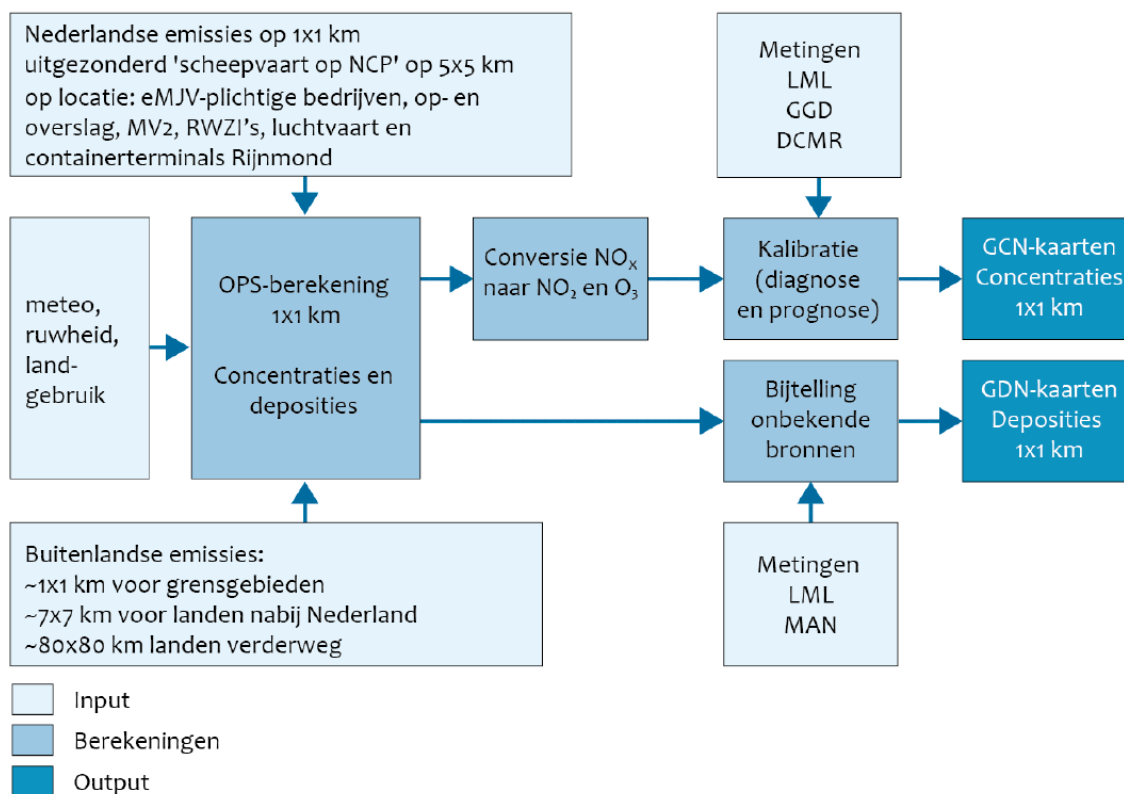 Nederlandse emissies op 1x1 km
uitgezonderd 'scheepvaart op NCP' op 5x5 km
op locatie: eMJV-plichtige bedrijven, op- en
overslag, MV2, RWZI's, luchtvaart en
containerterminals Rijnmond
Metingen
LML
GGD
DCMR
meteo,
ruwheid,
land-
gebruik
OPS-berekening
1x1 km
Concentraties en
deposities
Conversie NOₓ
naar NO₂ en O₃
Kalibratie
(diagnose
en prognose)
GCN-kaarten
Concentraties
1x1 km
Bijtelling
onbekende
bronnen
GDN-kaarten
Deposities
1x1 km
Buitenlandse emissies:
~1x1 km voor grensgebieden
~7x7 km voor landen nabij Nederland
~80x80 km landen verderweg
Metingen
LML
MAN
Input
Berekeningen
Output